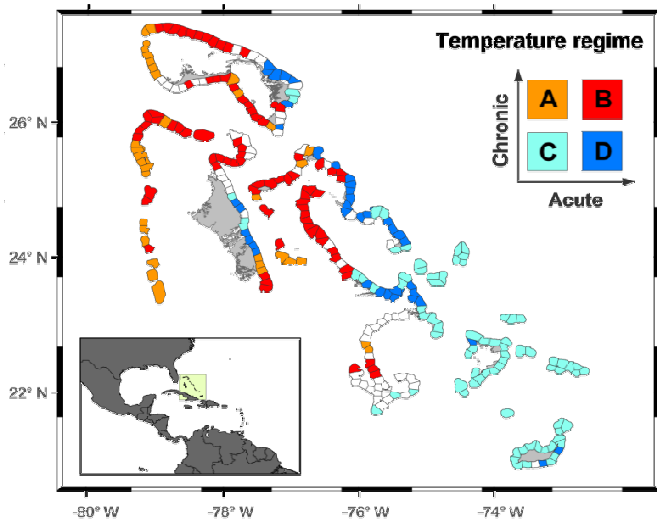 Temperature regime
Chronic
A
B
C
D
Acute
26° N
24° N
22° N
-80° W
-78° W
-76° W
-74° W